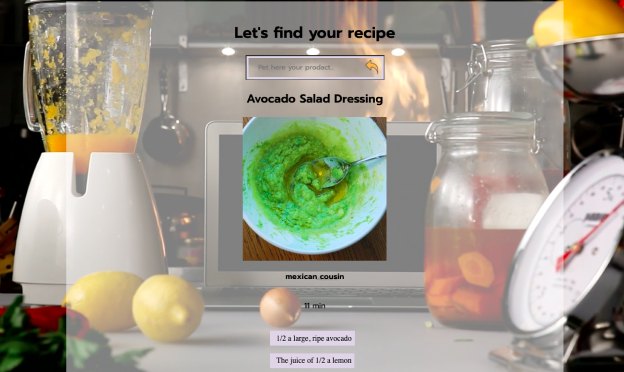 Let's find your recipe
Put here your product..
Avocado Salad Dressing
mexican cousin
11 min
1/2 a large, ripe avocado
The juice of 1/2 a lemon